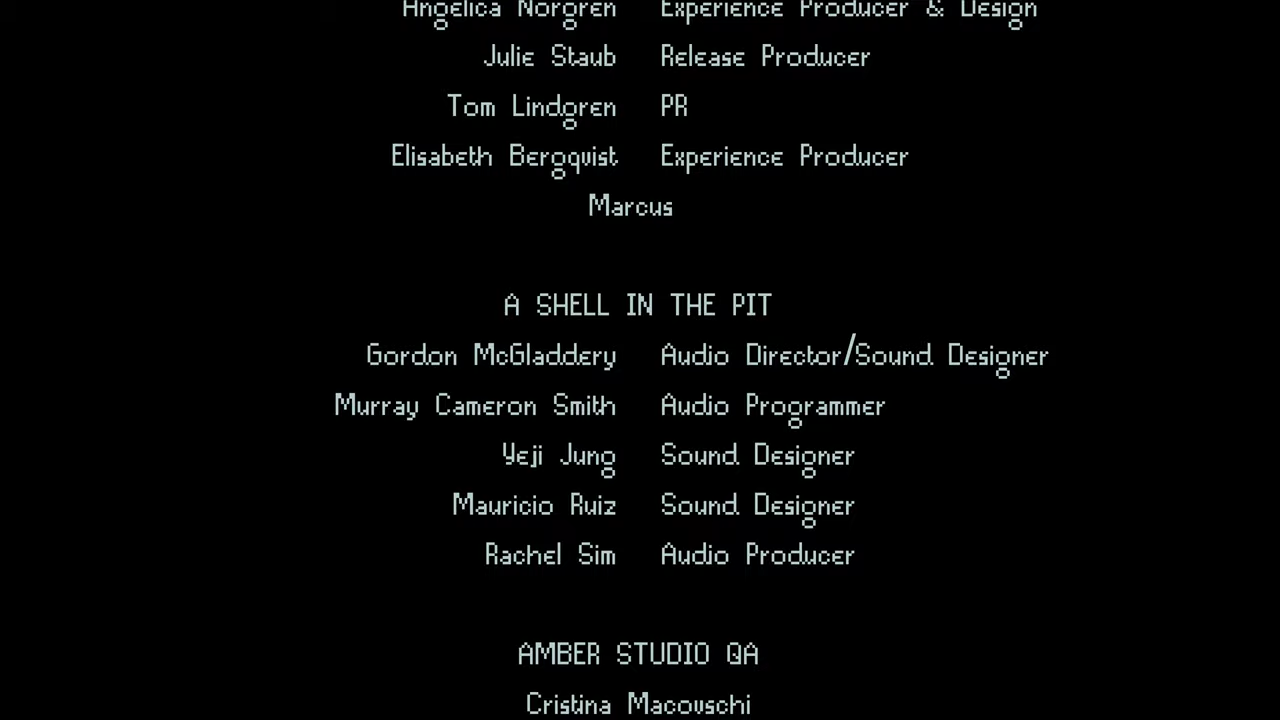 Angelica Norgren Experience Producer & Design
Julie Staub Release Producer
Tom Lindgren PR
Elisabeth Bergqvist Experience Producer
Marcus
A SHELL IN THE PIT
Gordon McGladdery Audio Director/Sound Designer
Murray Cameron Smith Audio Programmer
Yeji Jung Sound Designer
Mauricio Ruiz Sound Designer
Rachel Sim Audio Producer
AMBER STUDIO QA
Cristina Macovschi